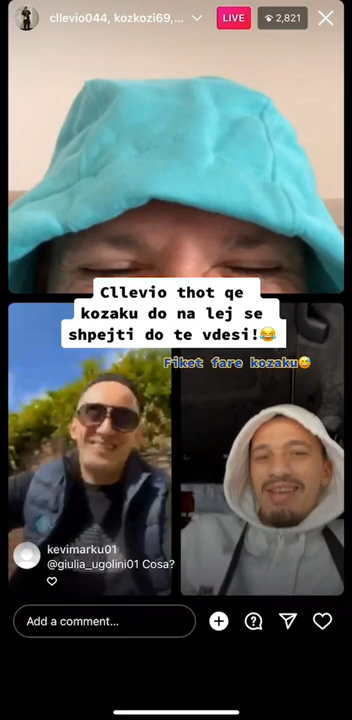 cllevio044, kozkozi69,...
LIVE
2,821
Cllevio thot qe
kozaku do na lej se
shpejti do te vdesi!😂
Fiket fare kozaku😅
kevimarku01
@giulia_ugolini01 Cosa?
Add a comment...